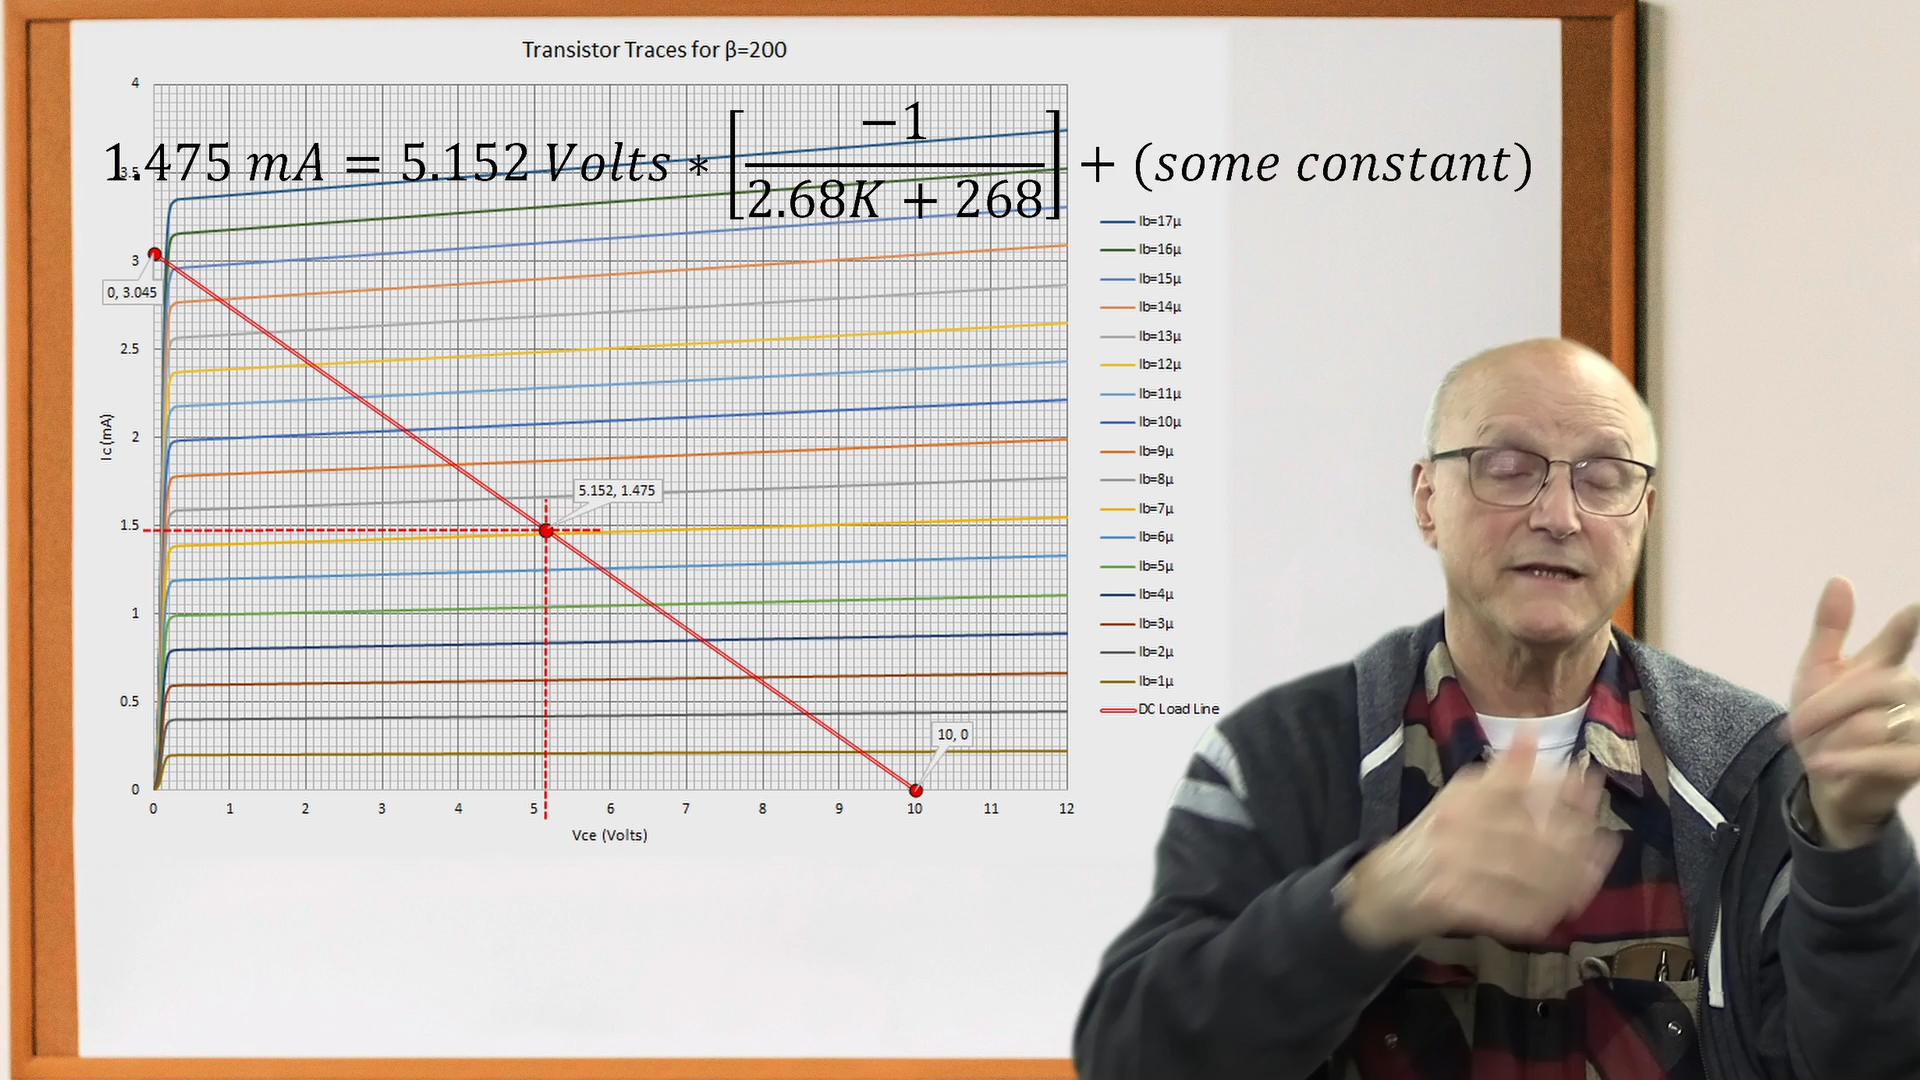 Transistor Traces for β=200
1.475 mA = 5.152 Volts * [-1 / 2.68K + 268] + (some constant)
4
3.5
3
2.5
2
1.5
1
0.5
0
Ic (mA)
0, 3.045
5.152, 1.475
10, 0
0 1 2 3 4 5 6 7 8 9 10 11 12
Vce (Volts)
Ib=17μ
Ib=16μ
Ib=15μ
Ib=14μ
Ib=13μ
Ib=12μ
Ib=11μ
Ib=10μ
Ib=9μ
Ib=8μ
Ib=7μ
Ib=6μ
Ib=5μ
Ib=4μ
Ib=3μ
Ib=2μ
Ib=1μ
DC Load Line